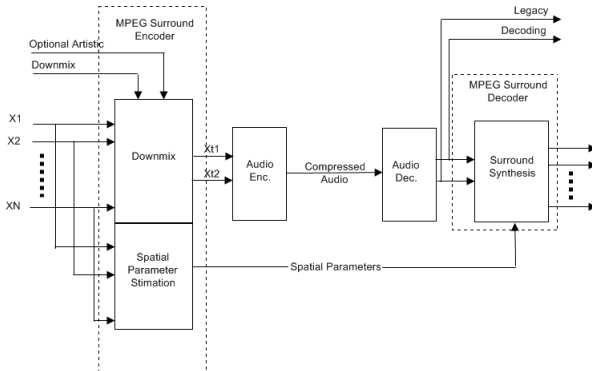 MPEG Surround
Encoder
Legacy
Decoding
Optional Artistic
Downmix
MPEG Surround
Decoder
X1
X2
XN
Downmix
Xt1
Xt2
Audio
Enc.
Compressed
Audio
Audio
Dec.
Surround
Synthesis
Spatial
Parameter
Stimation
Spatial Parameters